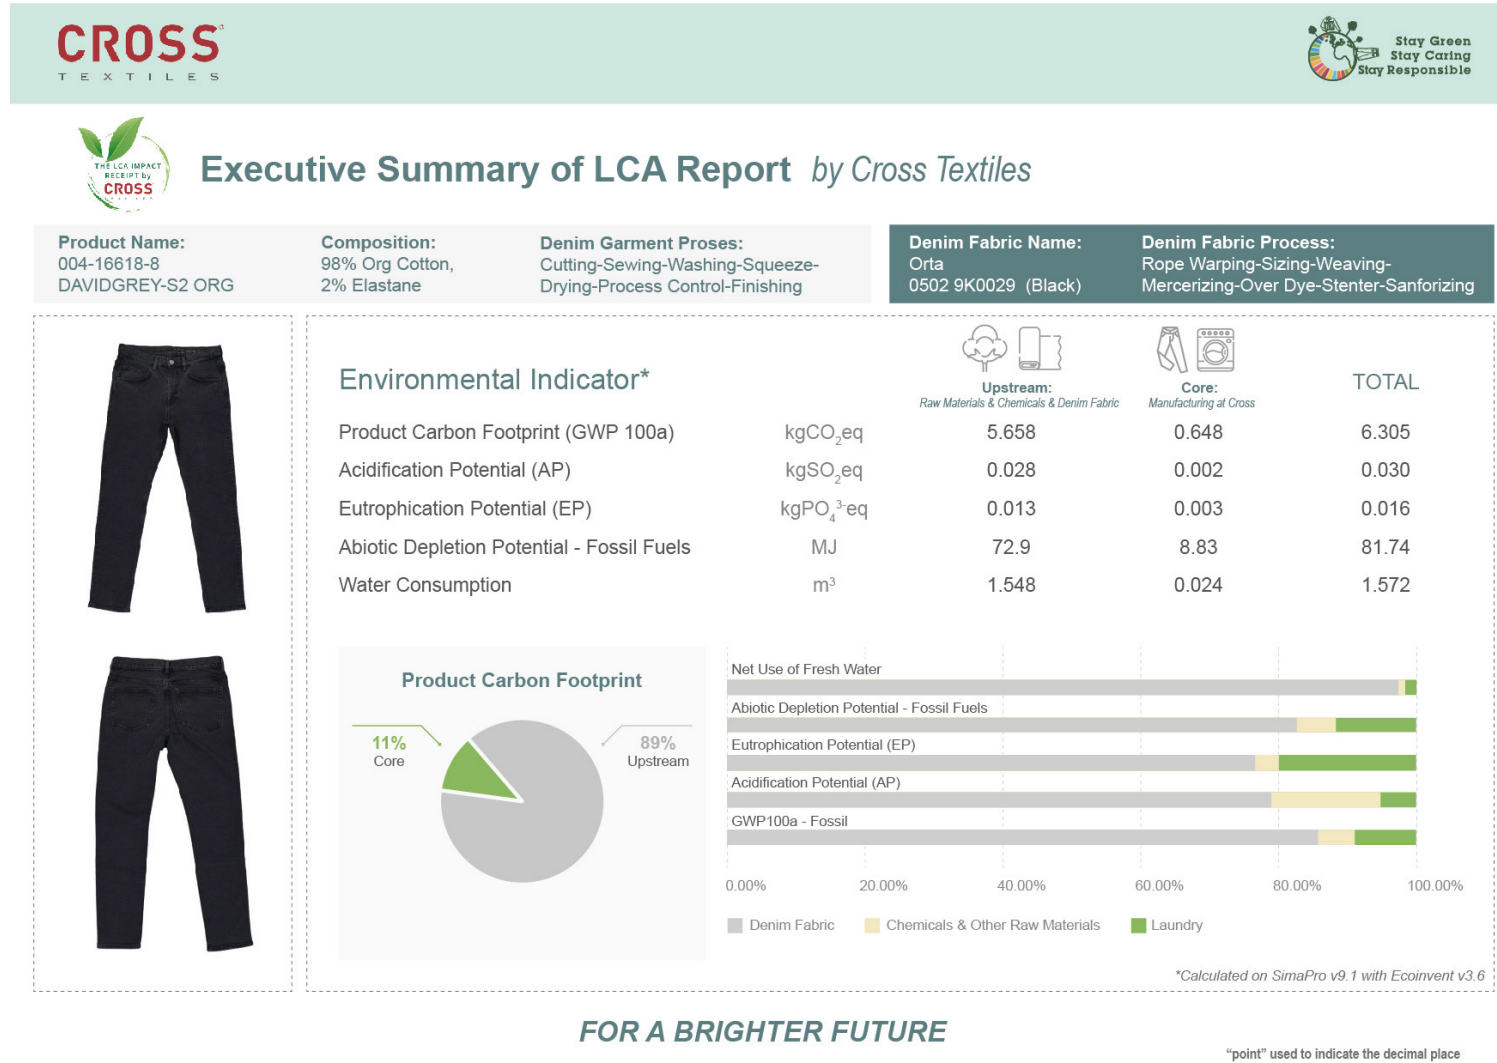 CROSS
TEXTILES
Stay Green
Stay Caring
Stay Responsible
THE LCA IMPACT
RECEIPT by
CROSS
Executive Summary of LCA Report by Cross Textiles
Product Name:
004-16618-8
DAVIDGREY-S2 ORG
Composition:
98% Org Cotton,
2% Elastane
Denim Garment Proses:
Cutting-Sewing-Washing-Squeeze-
Drying-Process Control-Finishing
Denim Fabric Name:
Orta
0502 9K0029 (Black)
Denim Fabric Process:
Rope Warping-Sizing-Weaving-
Mercerizing-Over Dye-Stenter-Sanforizing
Environmental Indicator*
Upstream:
Raw Materials & Chemicals & Denim Fabric
Core:
Manufacturing at Cross
TOTAL
Product Carbon Footprint (GWP 100a) kgCO₂eq 5.658 0.648 6.305
Acidification Potential (AP) kgSO₂eq 0.028 0.002 0.030
Eutrophication Potential (EP) kgPO₄³⁻eq 0.013 0.003 0.016
Abiotic Depletion Potential - Fossil Fuels MJ 72.9 8.83 81.74
Water Consumption m³ 1.548 0.024 1.572
Product Carbon Footprint
11%
Core
89%
Upstream
Net Use of Fresh Water
Abiotic Depletion Potential - Fossil Fuels
Eutrophication Potential (EP)
Acidification Potential (AP)
GWP100a - Fossil
0.00% 20.00% 40.00% 60.00% 80.00% 100.00%
Denim Fabric Chemicals & Other Raw Materials Laundry
*Calculated on SimaPro v9.1 with Ecoinvent v3.6
FOR A BRIGHTER FUTURE
“point” used to indicate the decimal place